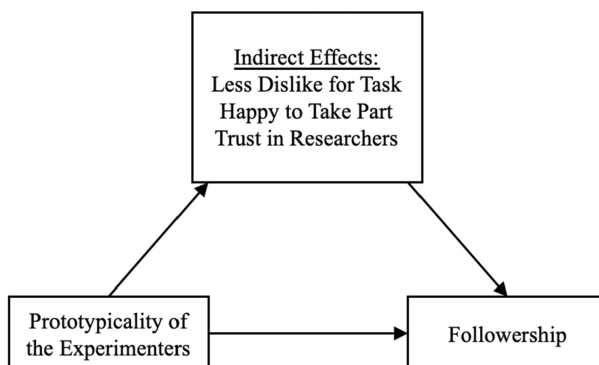 Indirect Effects:
Less Dislike for Task
Happy to Take Part
Trust in Researchers
Prototypicality of
the Experimenters
Followership